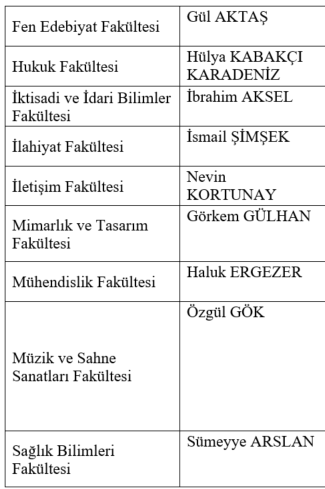 Fen Edebiyat Fakültesi
Gül AKTAŞ
Hukuk Fakültesi
Hülya KABAKÇI
KARADENİZ
İktisadi ve İdari Bilimler
Fakültesi
İbrahim AKSEL
İlahiyat Fakültesi
İsmail ŞİMŞEK
İletişim Fakültesi
Nevin
KORTUNAY
Mimarlık ve Tasarım
Fakültesi
Görkem GÜLHAN
Mühendislik Fakültesi
Haluk ERGEZER
Müzik ve Sahne
Sanatları Fakültesi
Özgül GÖK
Sağlık Bilimleri
Fakültesi
Sümeyye ARSLAN